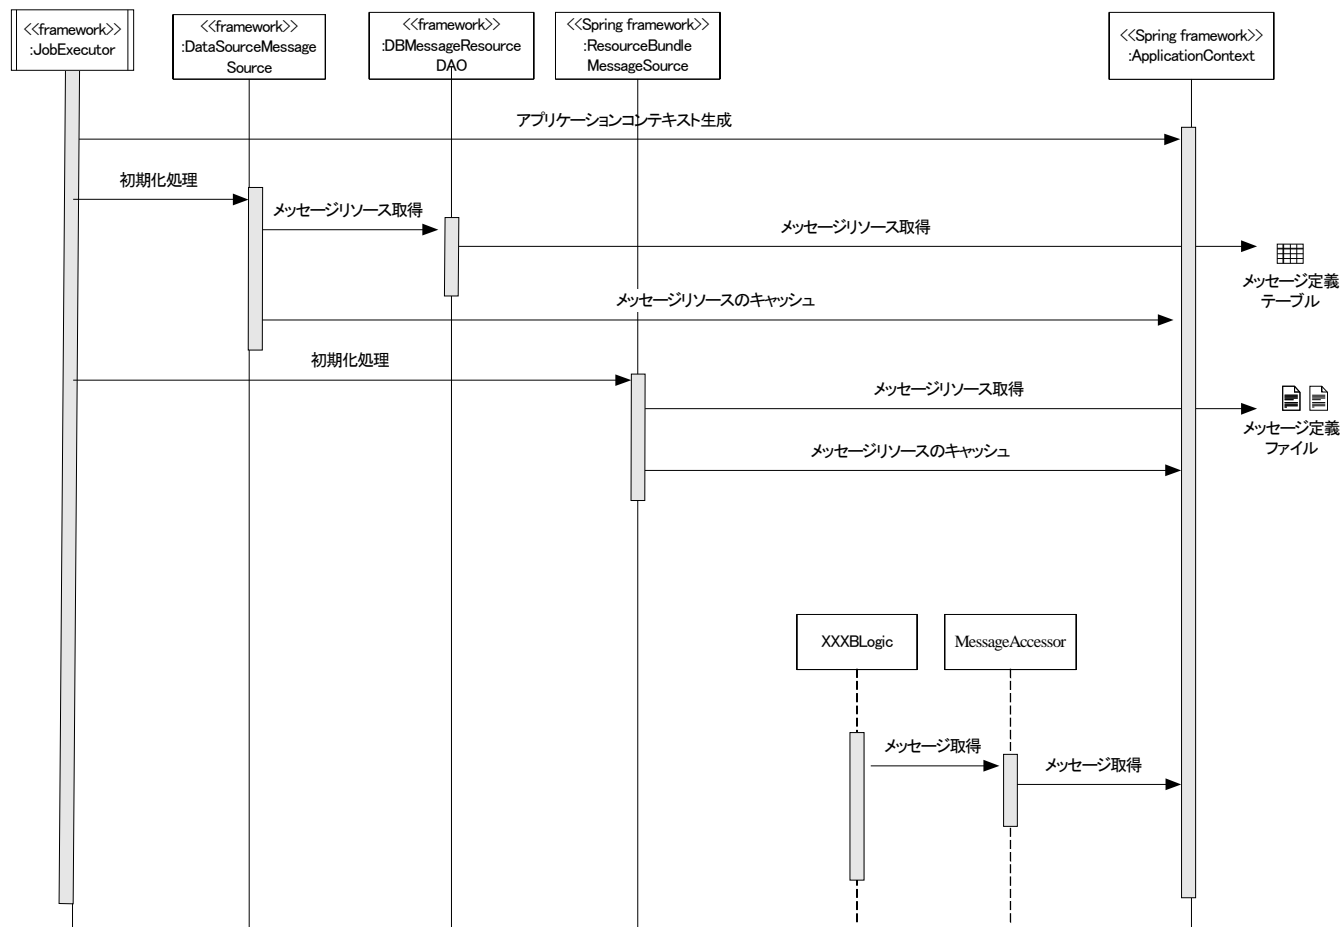 <<framework>>
:JobExecutor
<<framework>>
:DataSourceMessage
Source
<<framework>>
:DBMessageResource
DAO
<<Spring framework>>
:ResourceBundle
MessageSource
<<Spring framework>>
:ApplicationContext
アプリケーションコンテキスト生成
初期化処理
メッセージリソース取得
メッセージリソース取得
メッセージ定義
テーブル
メッセージリソースのキャッシュ
初期化処理
メッセージリソース取得
メッセージ定義
ファイル
メッセージリソースのキャッシュ
XXXBLogic
MessageAccessor
メッセージ取得
メッセージ取得